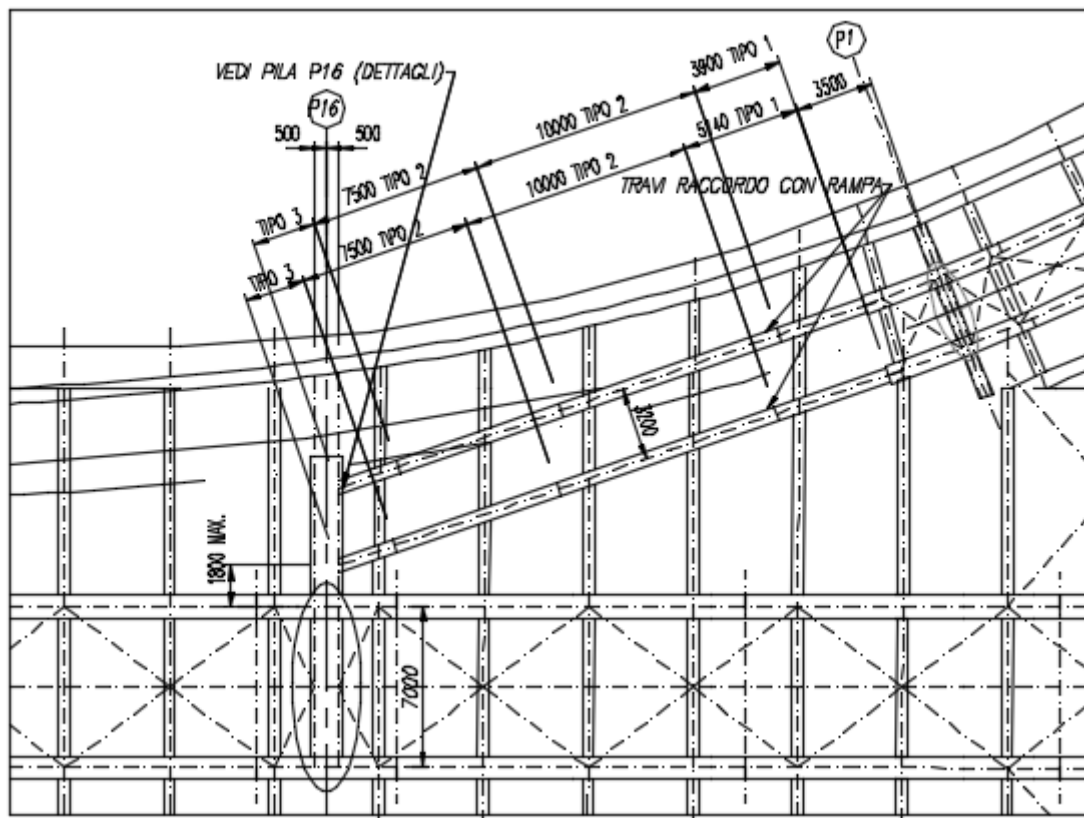 P1
VEDI PILA P16 (DETTAGLI)
3900 TIPO 1
3500
P16
10000 TIPO 2
5140 TIPO 1
500
500
7500 TIPO 2
10000 TIPO 2
TRAVI RACCORDO CON RAMPA
TIPO 3
7500 TIPO 2
TIPO 3
3200
1800 MAX.
7000